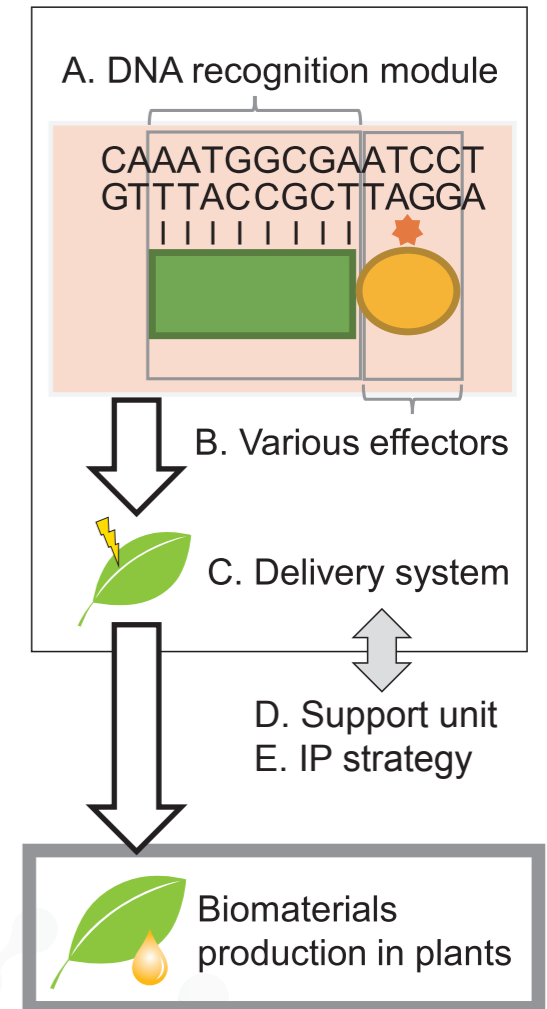 A. DNA recognition module
CAAATGGCGAATCCT
GTTTACCGCTTAGGA
B. Various effectors
C. Delivery system
D. Support unit
E. IP strategy
Biomaterials
production in plants